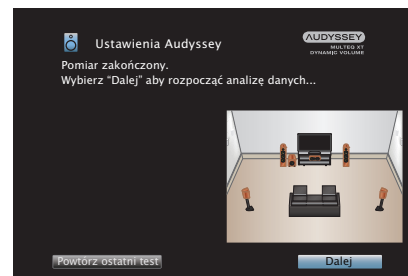 Ustawienia Audyssey
AUDYSSEY
MULTEQ XT
DYNAMIC VOLUME
Pomiar zakończony.
Wybierz “Dalej” aby rozpocząć analizę danych...
Powtórz ostatni test
Dalej